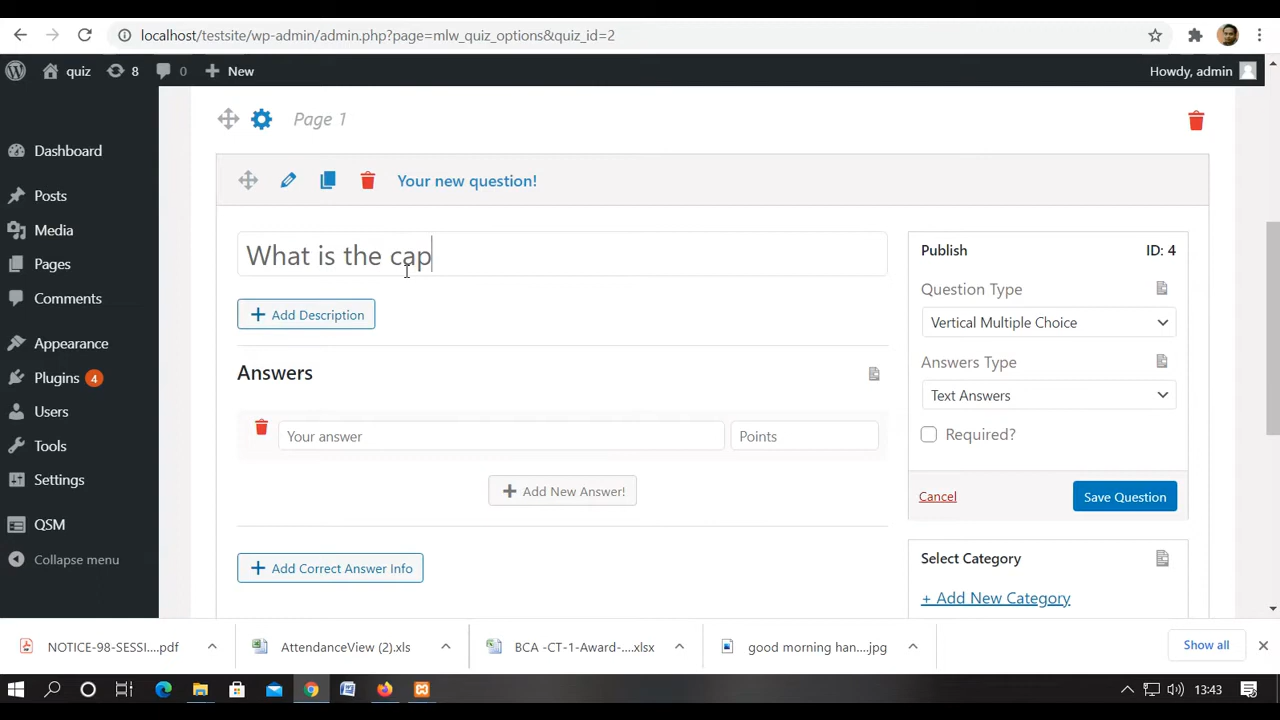 localhost/testsite/wp-admin/admin.php?page=mlw_quiz_options&quiz_id=2
quiz 8 0 New Howdy, admin
Dashboard
Posts
Media
Pages
Comments
Appearance
Plugins 4
Users
Tools
Settings
QSM
Collapse menu
Page 1
Your new question!
What is the cap
Add Description
Answers
Your answer Points
Add New Answer!
Add Correct Answer Info
Publish ID: 4
Question Type
Vertical Multiple Choice
Answers Type
Text Answers
Required?
Cancel Save Question
Select Category
+ Add New Category
NOTICE-98-SESSI....pdf AttendanceView (2).xls BCA -CT-1-Award-....xlsx good morning han....jpg Show all
13:43